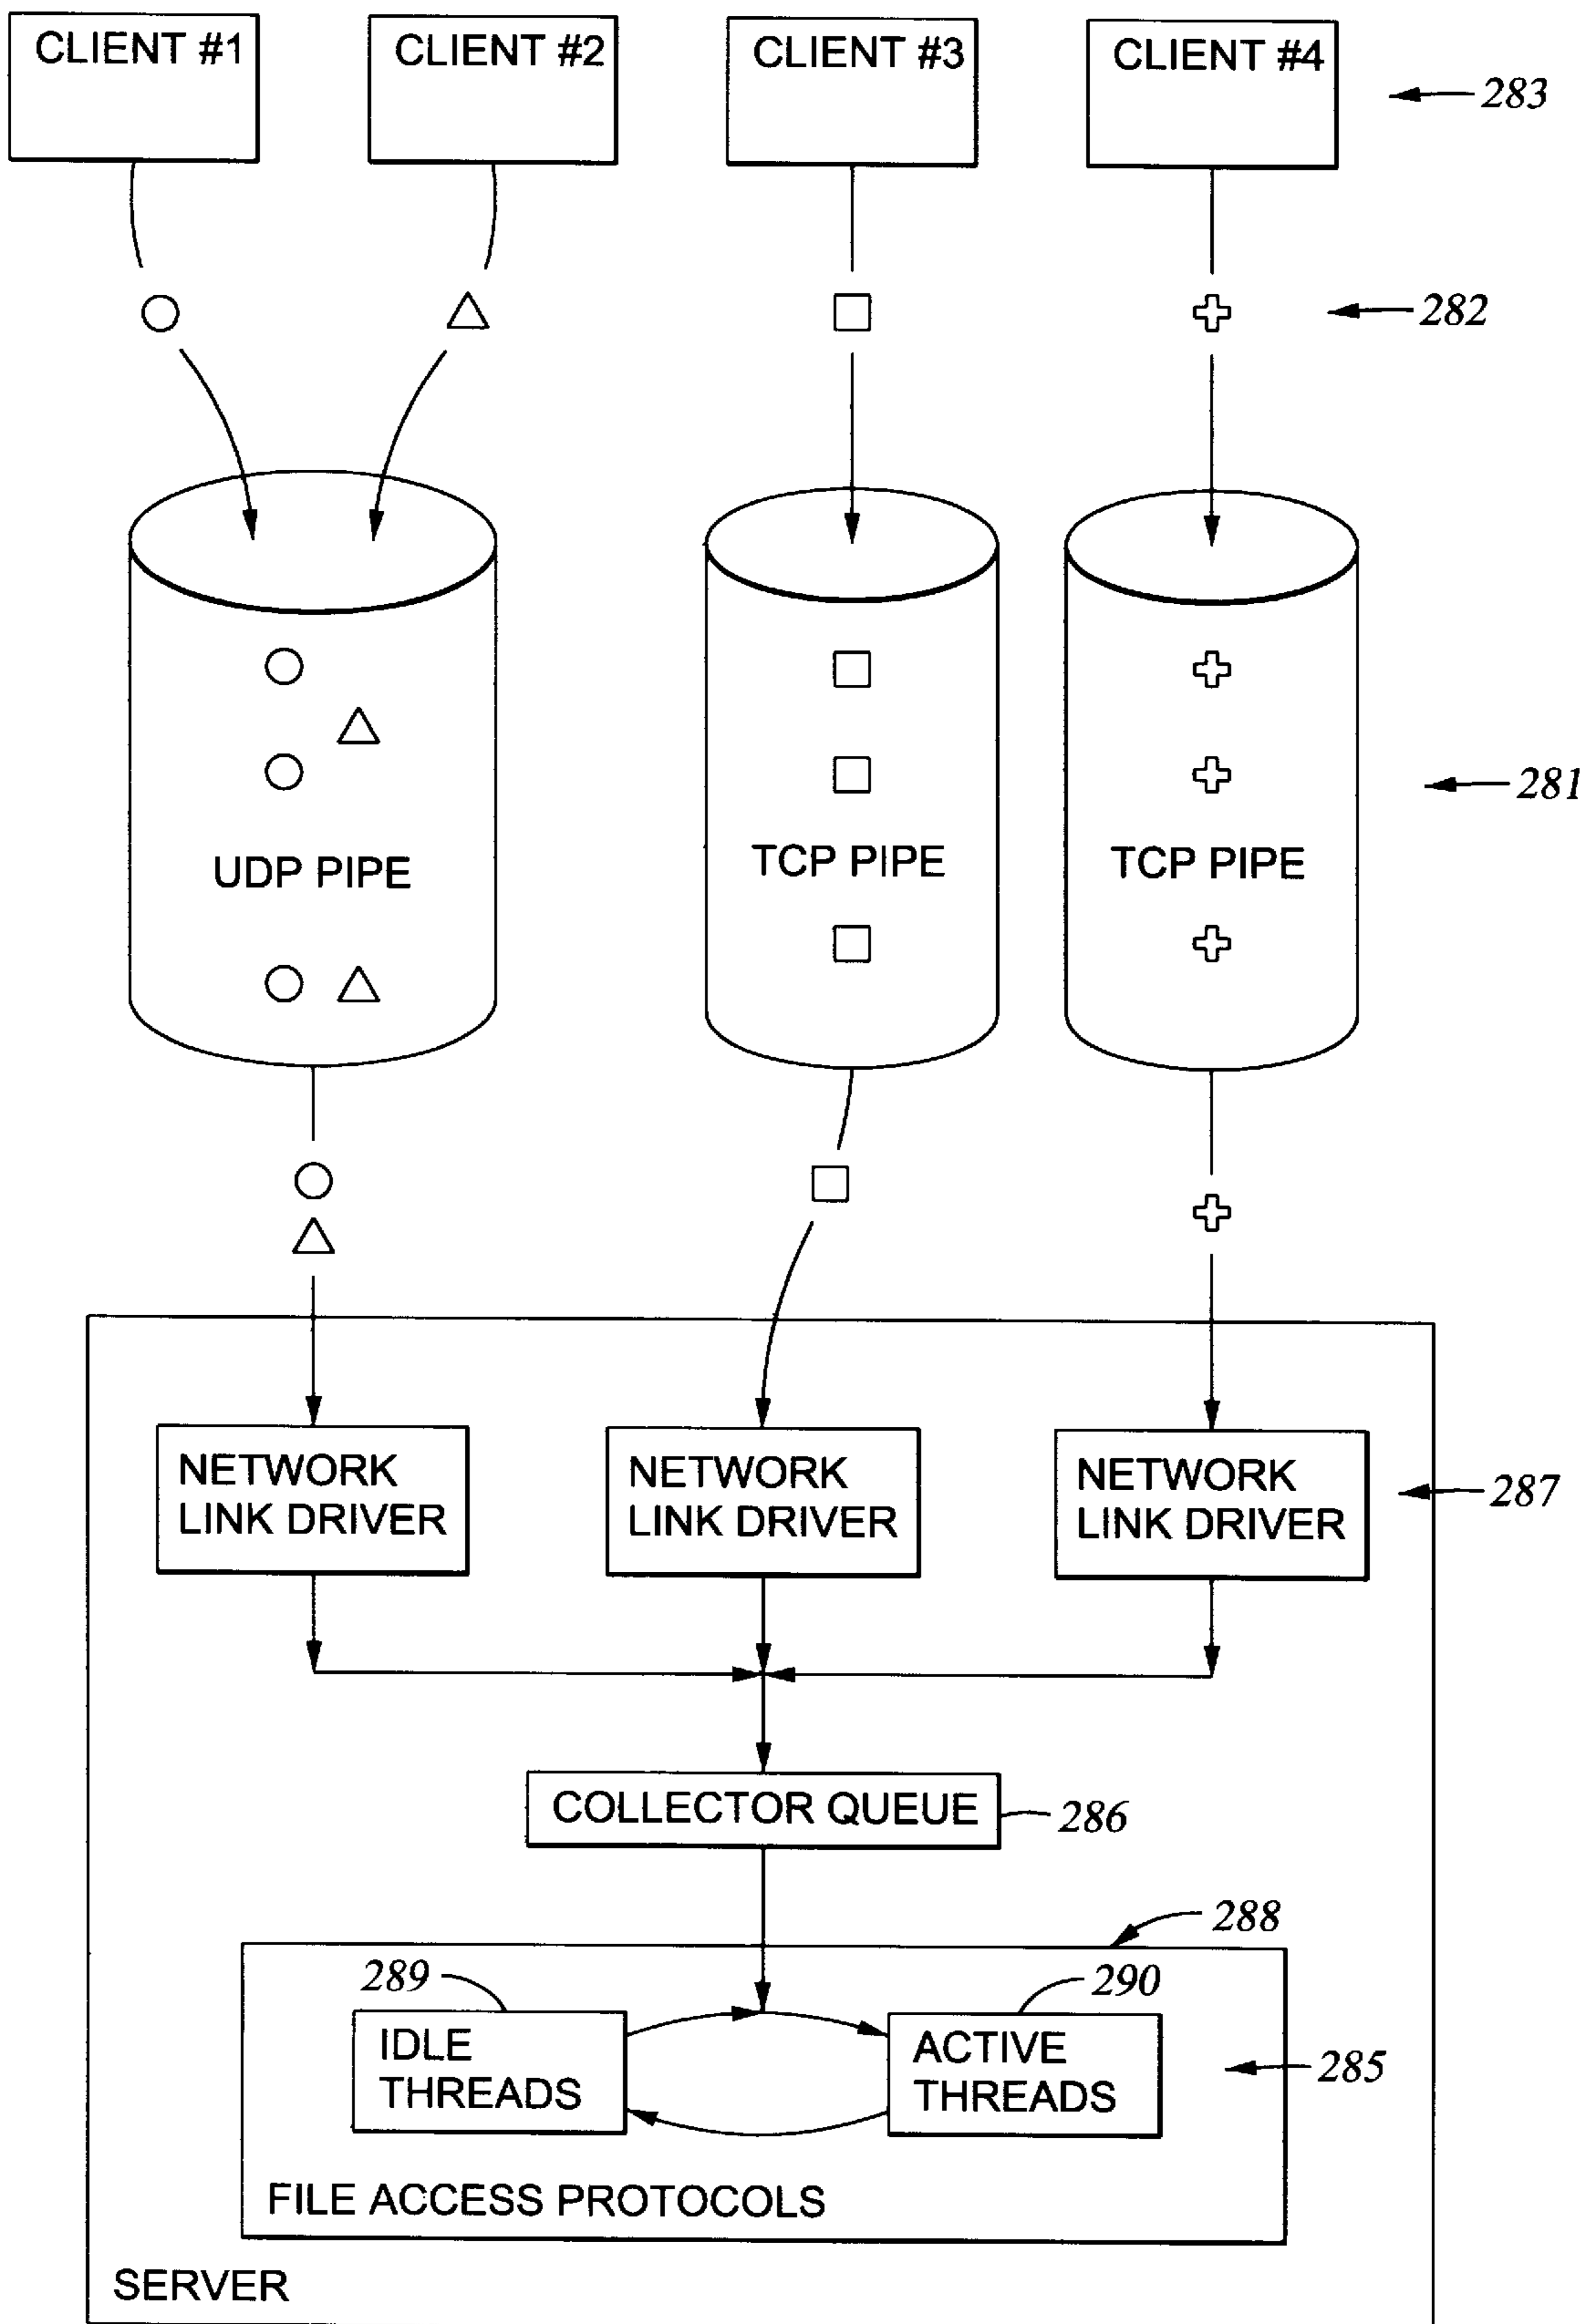 CLIENT #1
CLIENT #2
CLIENT #3
CLIENT #4
283
282
281
UDP PIPE
TCP PIPE
TCP PIPE
NETWORK
LINK DRIVER
NETWORK
LINK DRIVER
NETWORK
LINK DRIVER
287
COLLECTOR QUEUE
286
288
289
290
IDLE
THREADS
ACTIVE
THREADS
285
FILE ACCESS PROTOCOLS
SERVER